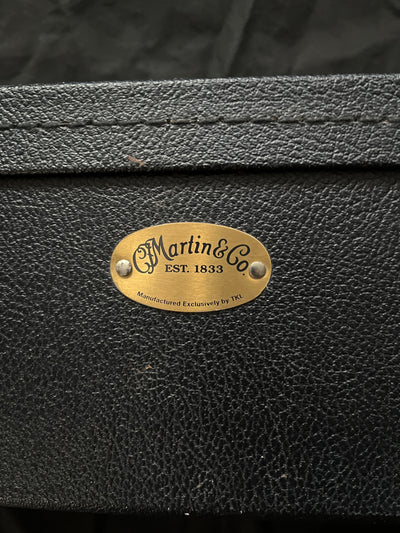 CFMartin & Co.
EST. 1833
Manufactured Exclusively by TKL